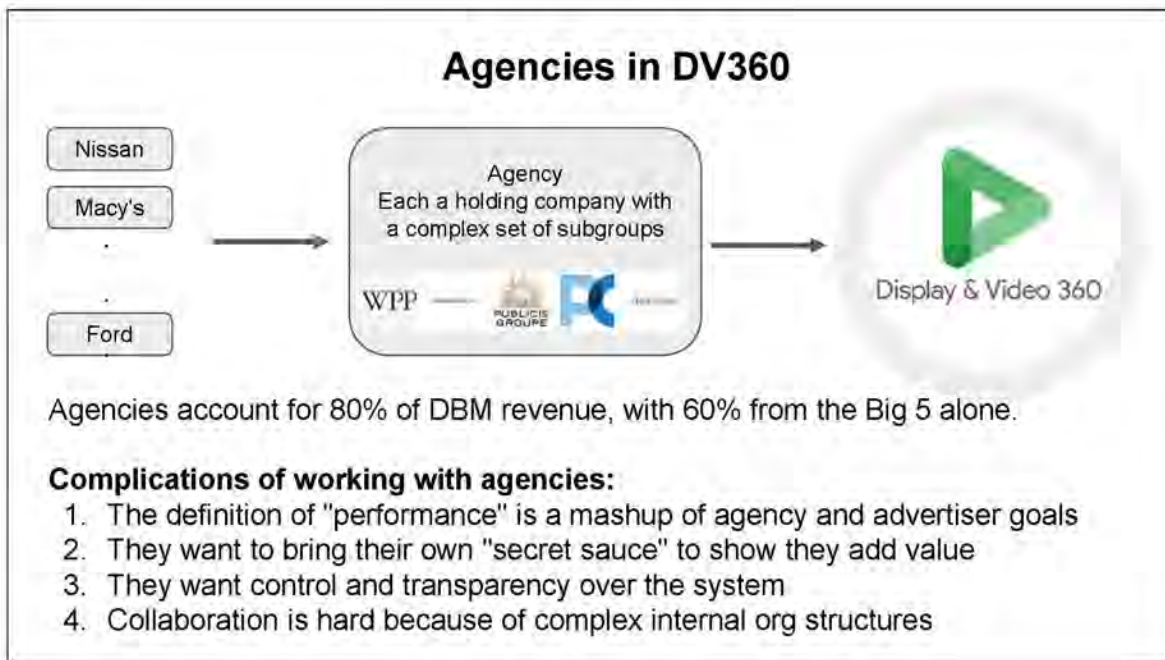 Agencies in DV360
Nissan
Macy's
.
.
Ford
Agency
Each a holding company with
a complex set of subgroups
WPP
PUBLICIS
GROUPE
Display & Video 360
Agencies account for 80% of DBM revenue, with 60% from the Big 5 alone.
Complications of working with agencies:
1. The definition of "performance" is a mashup of agency and advertiser goals
2. They want to bring their own "secret sauce" to show they add value
3. They want control and transparency over the system
4. Collaboration is hard because of complex internal org structures